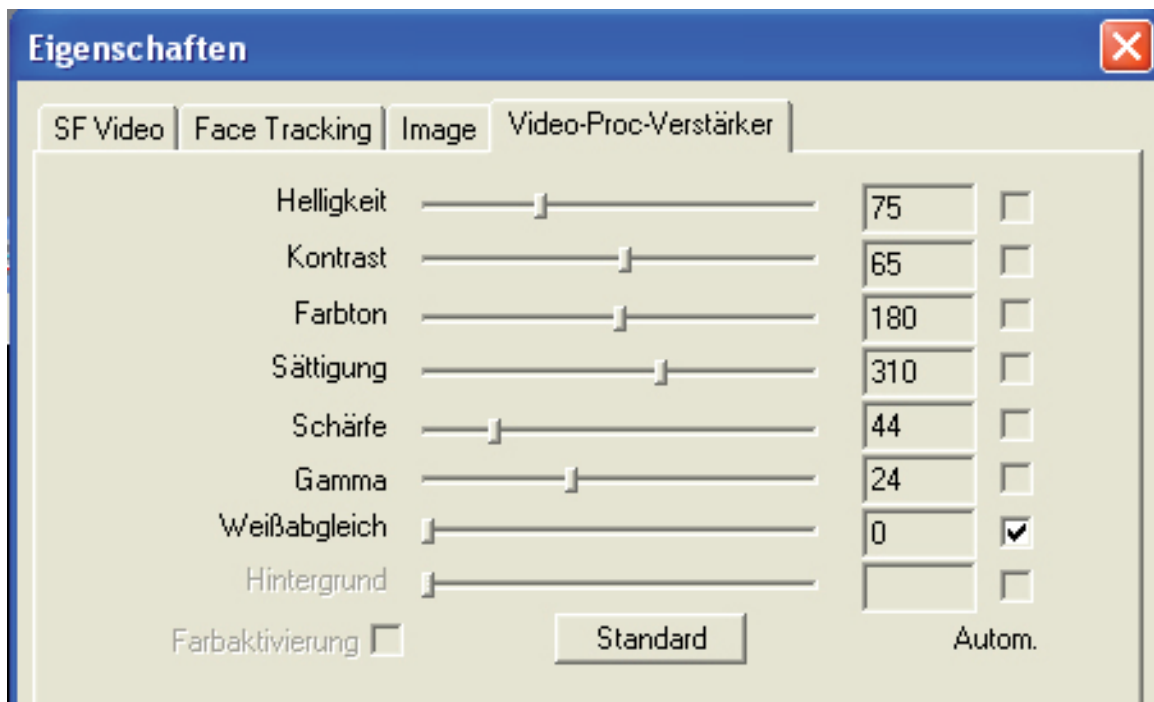 Eigenschaften
SF Video Face Tracking Image Video-Proc-Verstärker
Helligkeit 75
Kontrast 65
Farbton 180
Sättigung 310
Schärfe 44
Gamma 24
Weißabgleich 0
Hintergrund
Farbaktivierung Standard Autom.